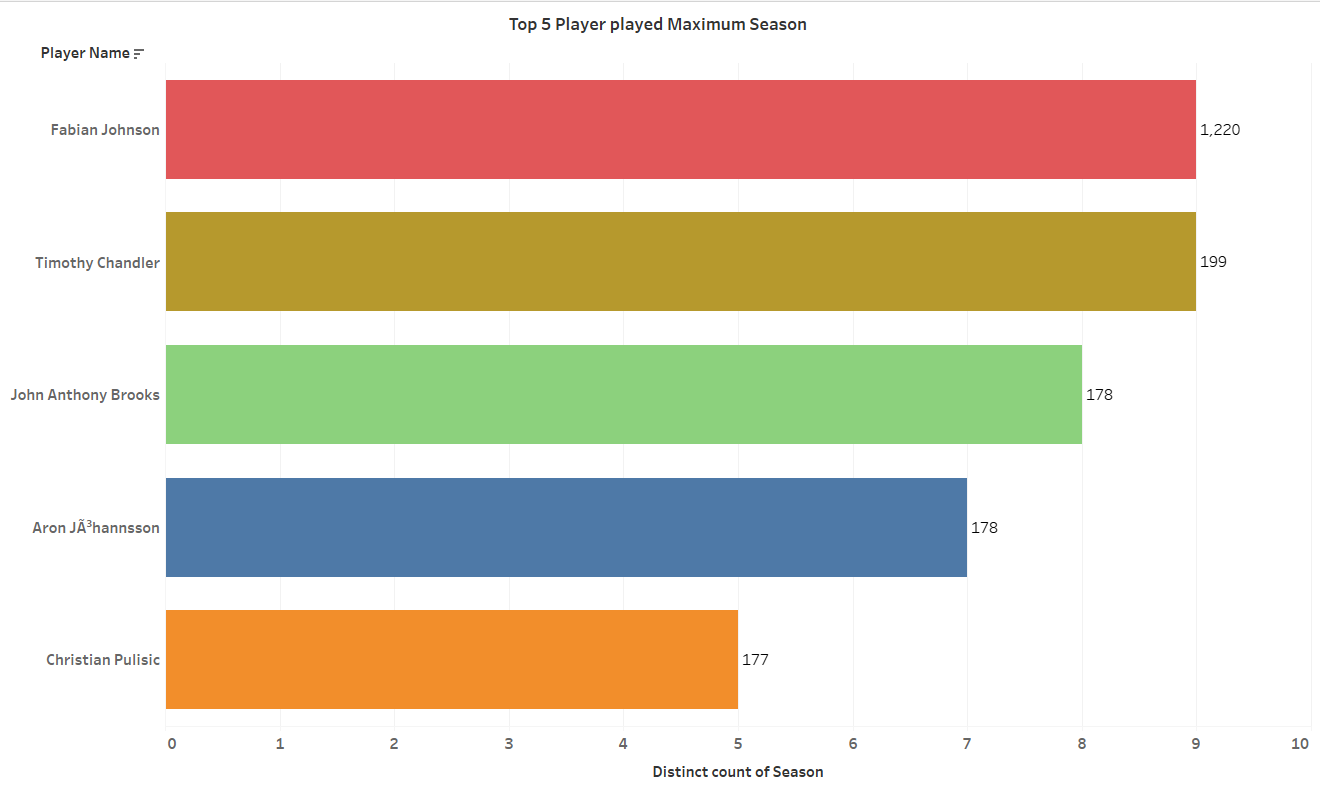 Top 5 Player played Maximum Season
Player Name
Fabian Johnson 1,220
Timothy Chandler 199
John Anthony Brooks 178
Aron JÃ³hannsson 178
Christian Pulisic 177
0 1 2 3 4 5 6 7 8 9 10
Distinct count of Season